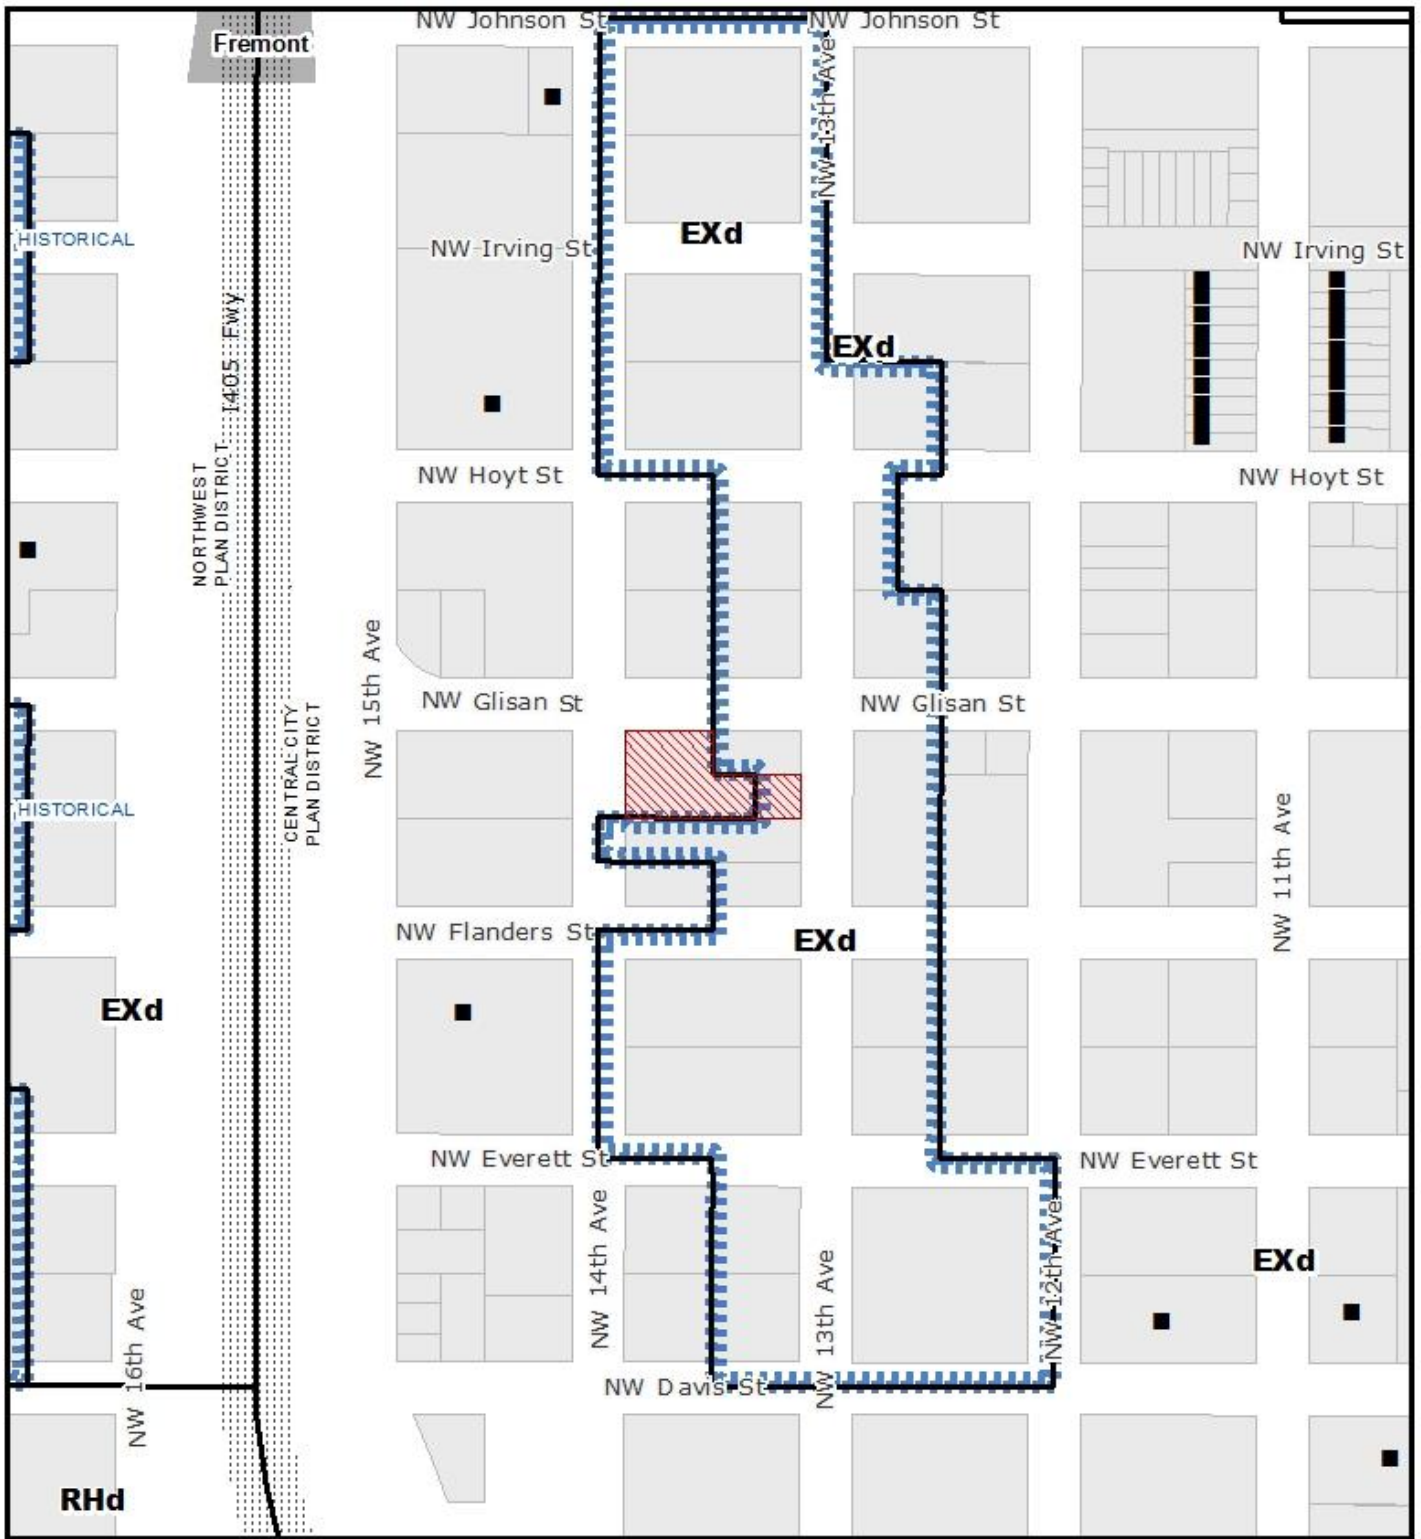 NW Johnson St
NW Johnson St
Fremont
NW 13th Ave
EXd
HISTORICAL
NW Irving St
NW Irving St
I405 Fwy
EXd
NW Hoyt St
NW Hoyt St
NORTHWEST
PLAN DISTRICT
NW 15th Ave
NW Glisan St
NW Glisan St
CENTRAL CITY
PLAN DISTRICT
HISTORICAL
NW 11th Ave
NW Flanders St
EXd
EXd
NW Everett St
NW Everett St
NW 14th Ave
NW 13th Ave
NW 12th Ave
EXd
NW 16th Ave
NW Davis St
RHd